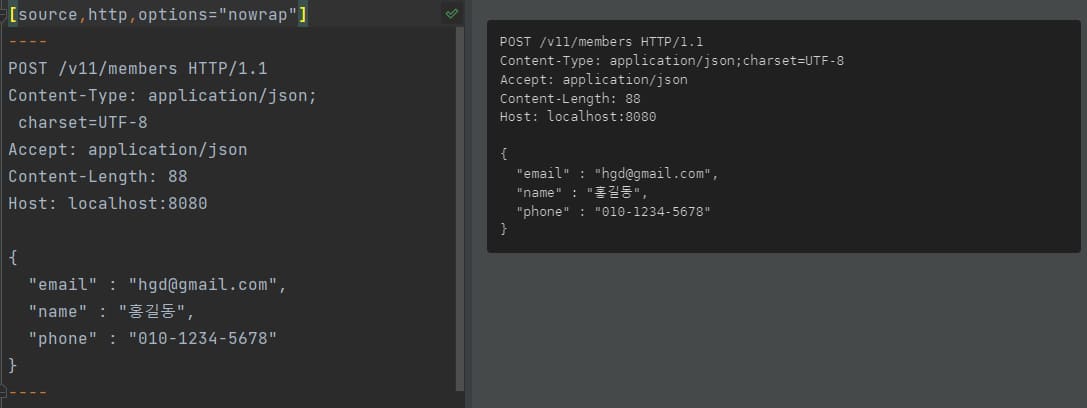 [source,http,options="nowrap"]
----
POST /v11/members HTTP/1.1
Content-Type: application/json;
 charset=UTF-8
Accept: application/json
Content-Length: 88
Host: localhost:8080

{
  "email" : "hgd@gmail.com",
  "name" : "홍길동",
  "phone" : "010-1234-5678"
}
----
POST /v11/members HTTP/1.1
Content-Type: application/json;charset=UTF-8
Accept: application/json
Content-Length: 88
Host: localhost:8080

{
  "email" : "hgd@gmail.com",
  "name" : "홍길동",
  "phone" : "010-1234-5678"
}